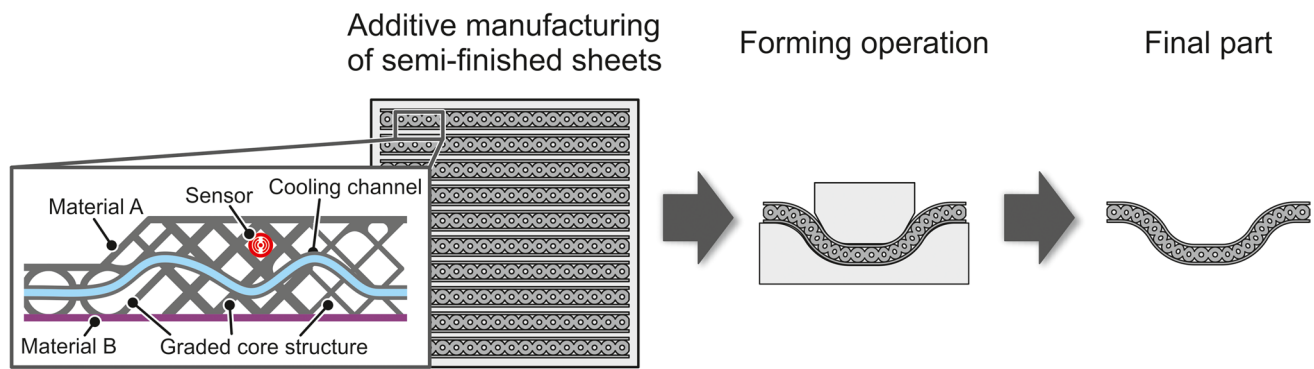 Additive manufacturing
of semi-finished sheets
Forming operation
Final part
Material A
Sensor
Cooling channel
Material B
Graded core structure